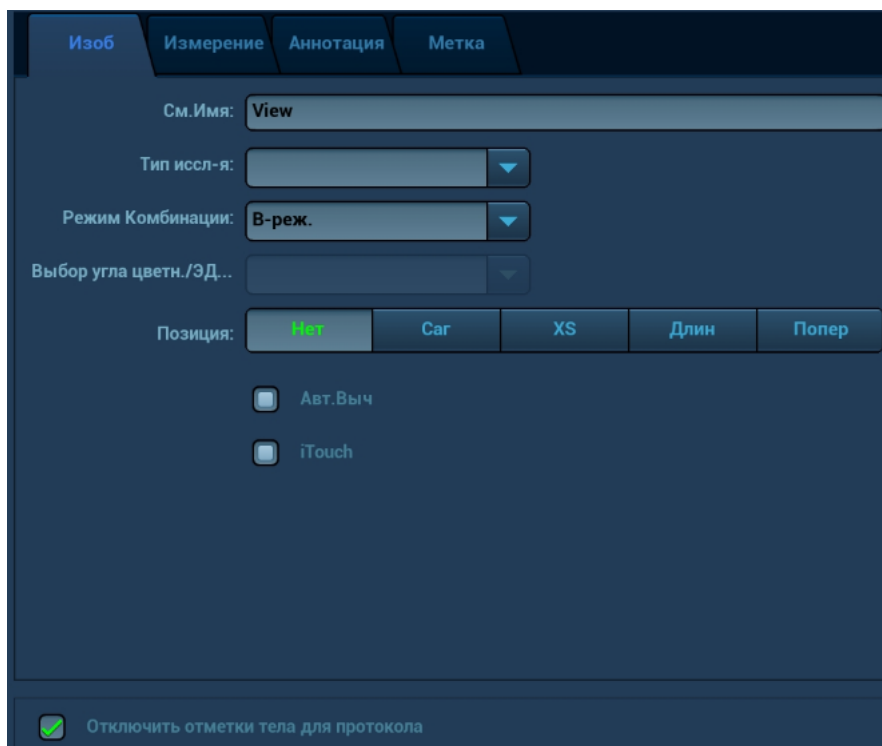 Изоб Измерение Аннотация Метка
См.Имя: View
Тип иссл-я:
Режим Комбинации: В-реж.
Выбор угла цветн./ЭД...
Позиция: Нет Саг XS Длин Попер
Авт.Выч
iTouch
Отключить отметки тела для протокола